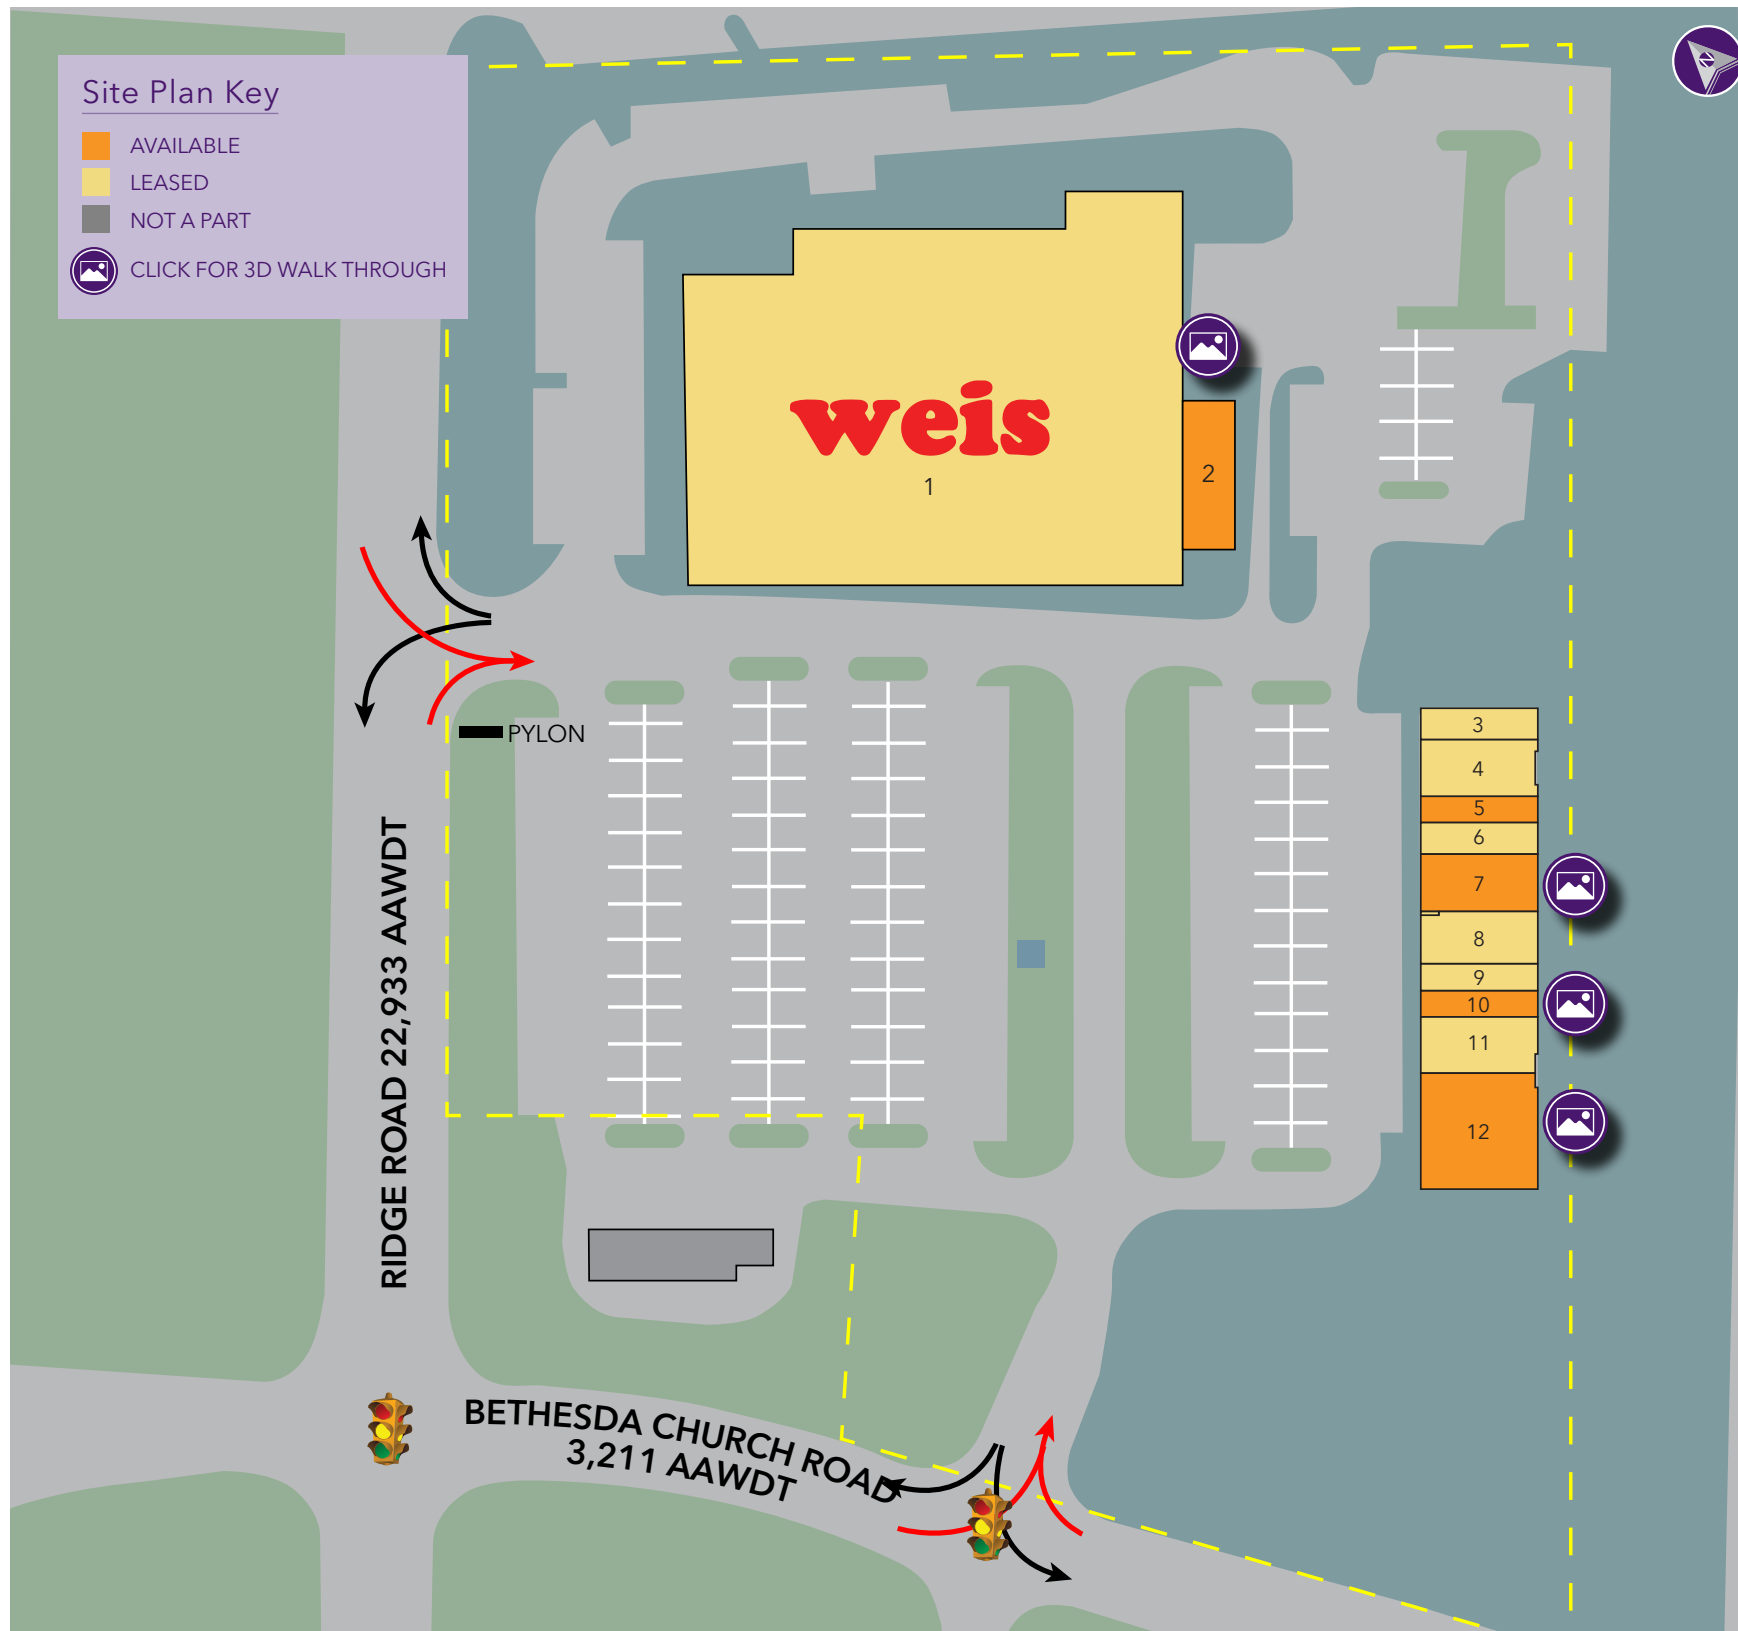 Site Plan Key
AVAILABLE
LEASED
NOT A PART
CLICK FOR 3D WALK THROUGH
N
weis
1
2
PYLON
RIDGE ROAD 22,933 AAWDT
3
4
5
6
7
8
9
10
11
12
BETHESDA CHURCH ROAD
3,211 AAWDT